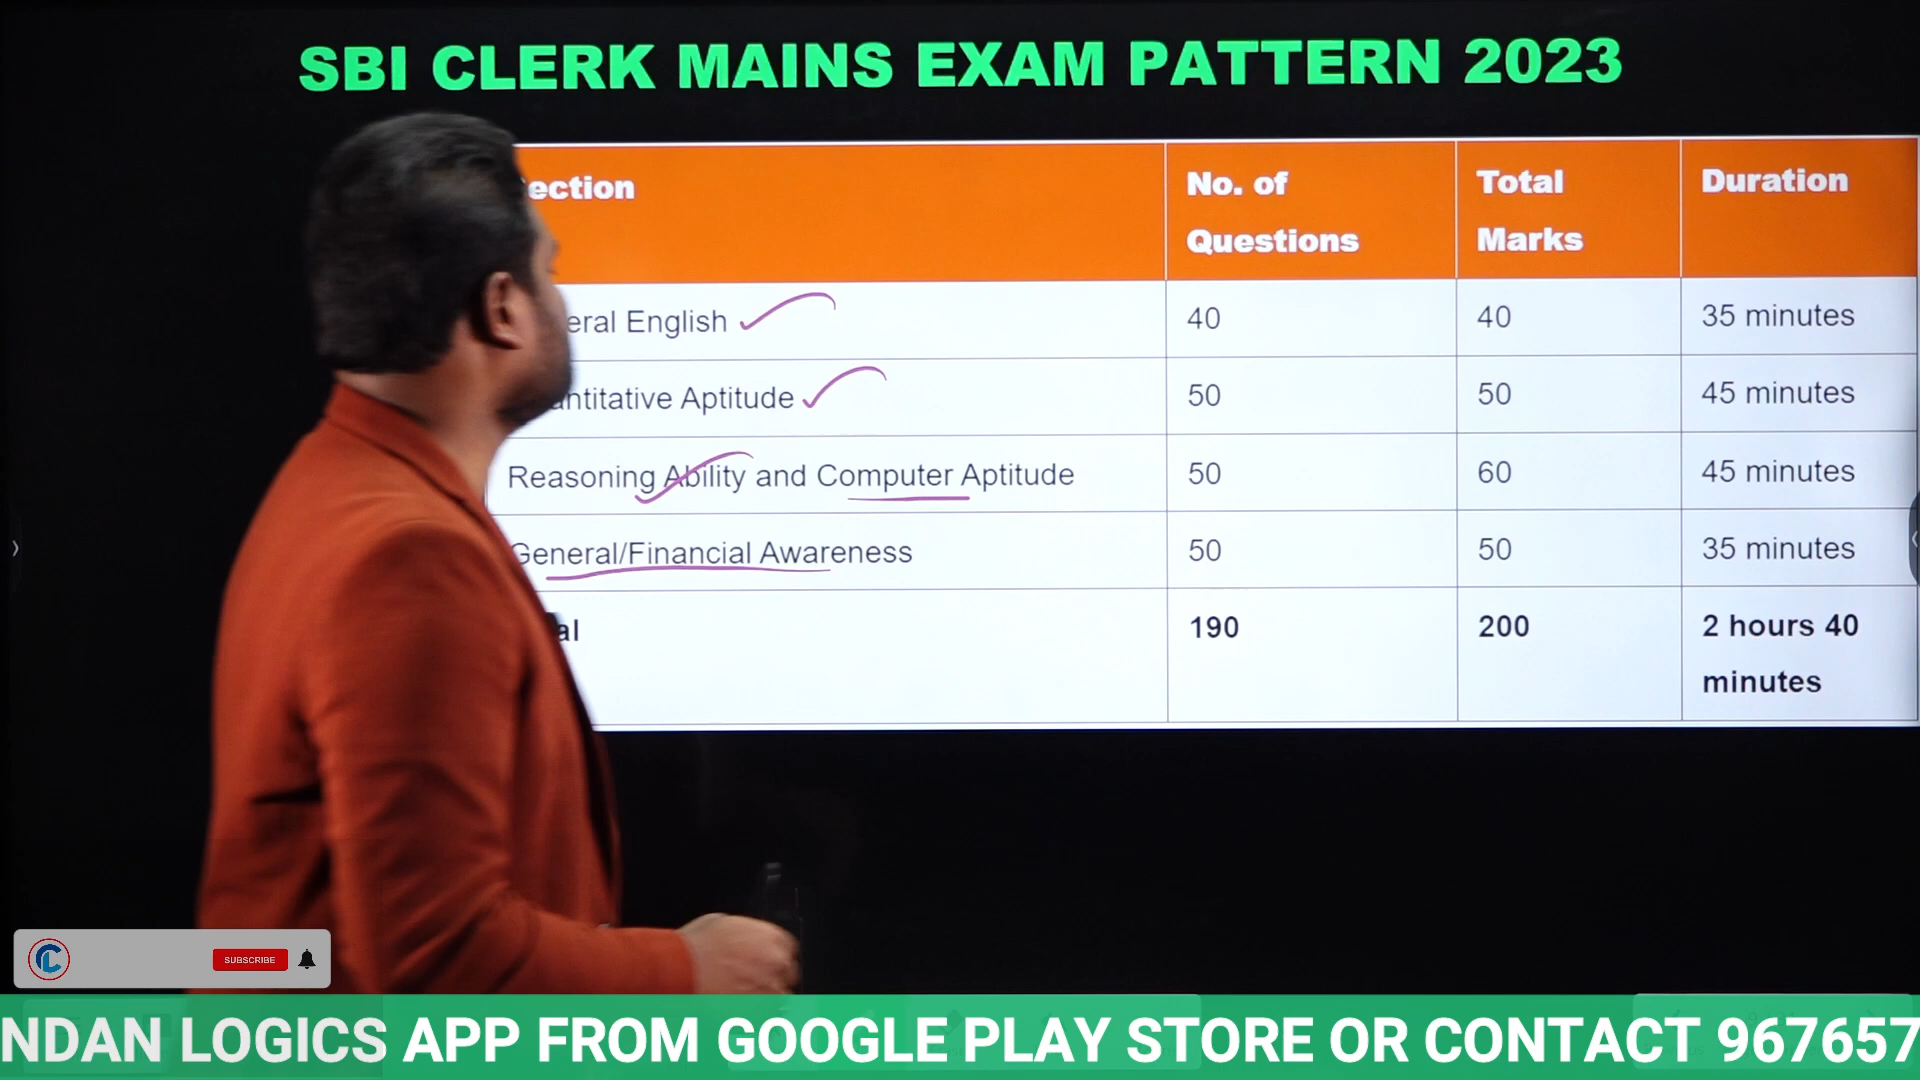 SBI CLERK MAINS EXAM PATTERN 2023
ection
No. of Questions
Total Marks
Duration
eral English 40 40 35 minutes
antitative Aptitude 50 50 45 minutes
Reasoning Ability and Computer Aptitude 50 60 45 minutes
General/Financial Awareness 50 50 35 minutes
al 190 200 2 hours 40 minutes
SUBSCRIBE
NDAN LOGICS APP FROM GOOGLE PLAY STORE OR CONTACT 967657